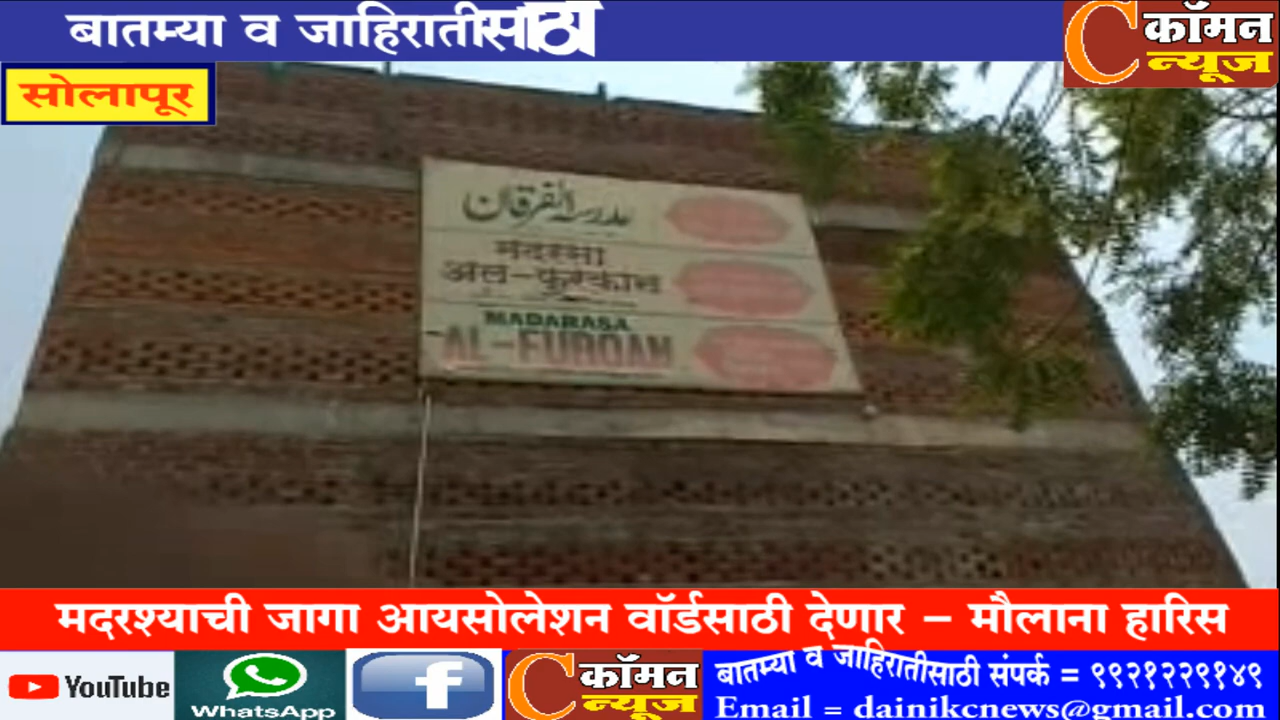 बातम्या व जाहिरातीसाठी
कॉमन
न्यूज
सोलापूर
مدرسہ الفرقان
मदरसा
अल-फुरकान
MADARASA
AL-FURQAN
मदरश्याची जागा आयसोलेशन वॉर्डसाठी देणार – मौलाना हारिस
YouTube
WhatsApp
f
कॉमन
न्यूज
बातम्या व जाहिरातीसाठी संपर्क = ९९२१२२९१४९
Email = dainikcnews@gmail.com